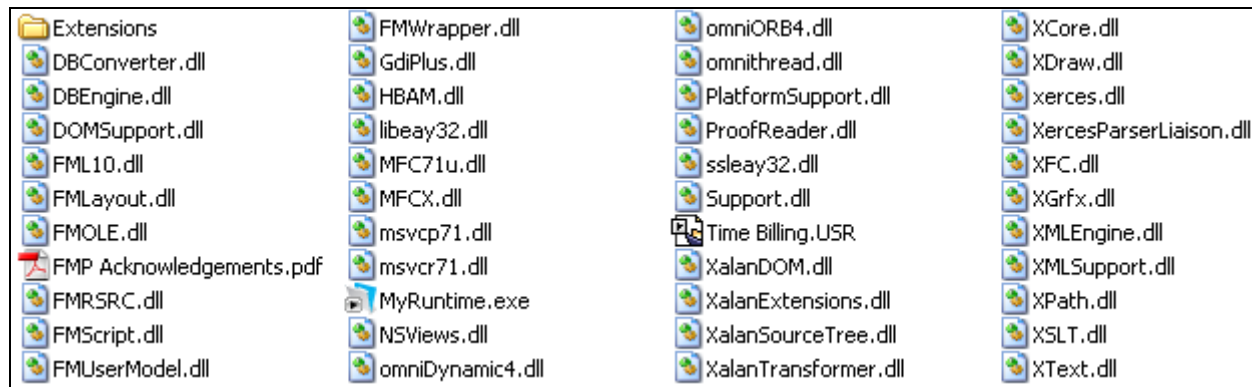 Extensions
DBConverter.dll
DBEngine.dll
DOMSupport.dll
FML10.dll
FMLayout.dll
FMOLE.dll
FMP Acknowledgements.pdf
FMRSRC.dll
FMScript.dll
FMUserModel.dll
FMWrapper.dll
GdiPlus.dll
HBAM.dll
libeay32.dll
MFC71u.dll
MFCX.dll
msvcp71.dll
msvcr71.dll
MyRuntime.exe
NSViews.dll
omniDynamic4.dll
omniORB4.dll
omnithread.dll
PlatformSupport.dll
ProofReader.dll
ssleay32.dll
Support.dll
Time Billing.USR
XalanDOM.dll
XalanExtensions.dll
XalanSourceTree.dll
XalanTransformer.dll
XCore.dll
XDraw.dll
xerces.dll
XercesParserLiaison.dll
XFC.dll
XGrfx.dll
XMLEngine.dll
XMLSupport.dll
XPath.dll
XSLT.dll
XText.dll